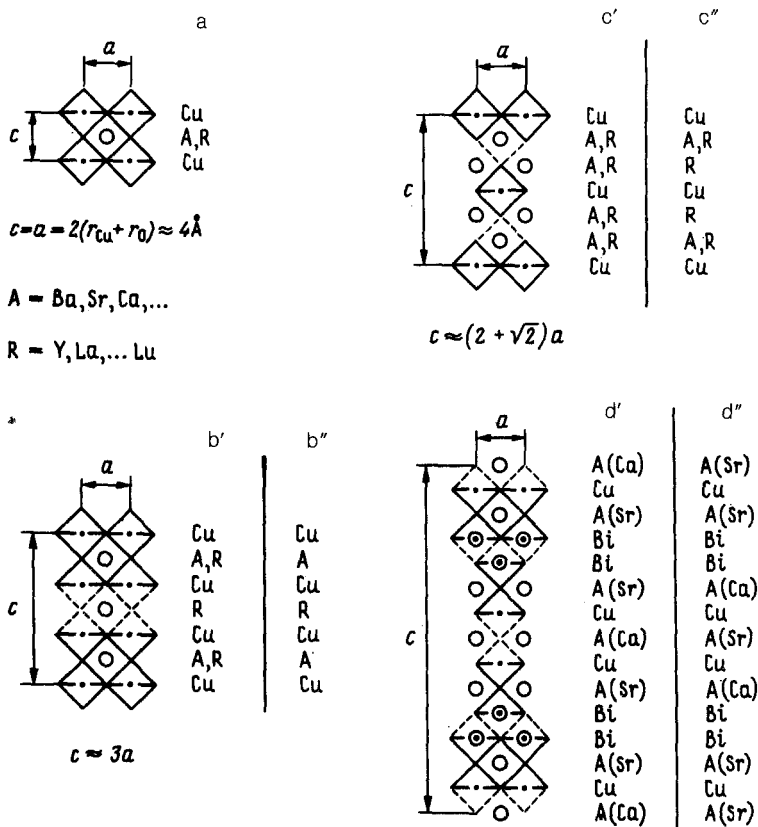 a
a
Cu
c A,R
Cu
c=a=2(r_Cu+r_O)≈4Å
A = Ba,Sr,Ca,...
R = Y,La,... Lu
c′ c″
a
Cu Cu
A,R A,R
A,R R
c Cu Cu
A,R R
A,R A,R
Cu Cu
c≈(2+√2)a
b′ b″
a
Cu Cu
A,R A
Cu Cu
c R R
Cu Cu
A,R A
Cu Cu
c≈3a
d′ d″
a
A(Ca) A(Sr)
Cu Cu
A(Sr) A(Sr)
Bi Bi
Bi Bi
A(Sr) A(Ca)
Cu Cu
c A(Ca) A(Sr)
Cu Cu
A(Sr) A(Ca)
Bi Bi
Bi Bi
A(Sr) A(Sr)
Cu Cu
A(Ca) A(Sr)